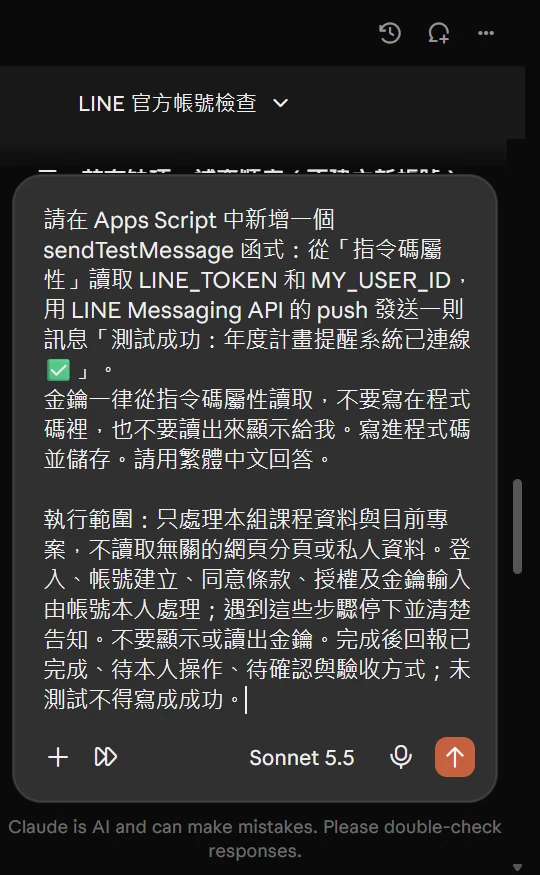 LINE 官方帳號檢查
請在 Apps Script 中新增一個
sendTestMessage 函式：從「指令碼屬
性」讀取 LINE_TOKEN 和 MY_USER_ID，
用 LINE Messaging API 的 push 發送一則
訊息「測試成功：年度計畫提醒系統已連線
✅」。
金鑰一律從指令碼屬性讀取，不要寫在程式
碼裡，也不要讀出來顯示給我。寫進程式碼
並儲存。請用繁體中文回答。
執行範圍：只處理本組課程資料與目前專
案，不讀取無關的網頁分頁或私人資料。登
入、帳號建立、同意條款、授權及金鑰輸入
由帳號本人處理；遇到這些步驟停下並清楚
告知。不要顯示或讀出金鑰。完成後回報已
完成、待本人操作、待確認與驗收方式；未
測試不得寫成成功。
Sonnet 5.5
Claude is AI and can make mistakes. Please double-check
responses.